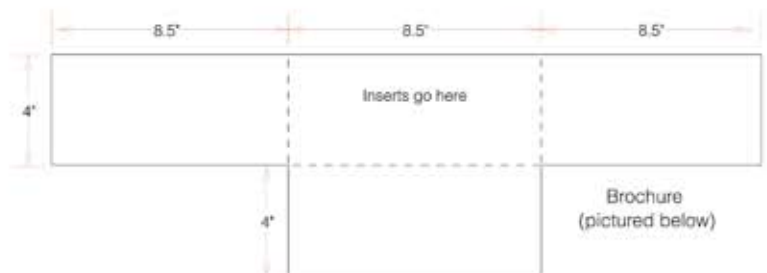 8.5"
8.5"
8.5"
4"
Inserts go here
4"
Brochure
(pictured below)